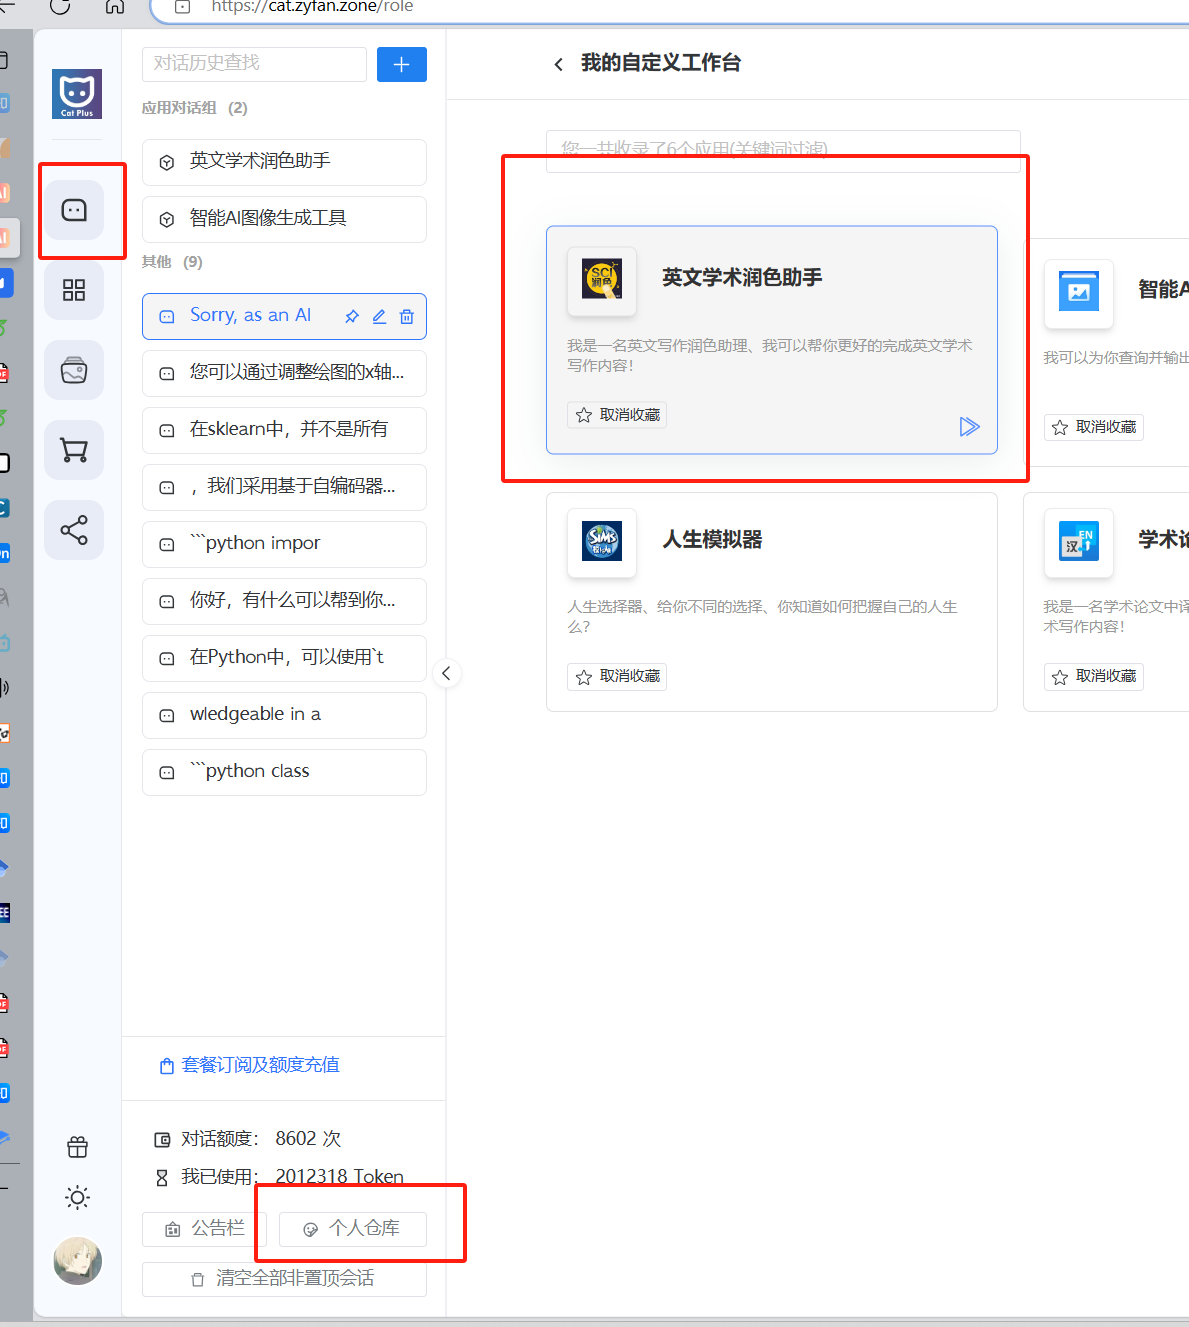 https://cat.zyfan.zone/role
Cat Plus
对话历史查找
应用对话组 (2)
英文学术润色助手
智能AI图像生成工具
其他 (9)
Sorry, as an AI
您可以通过调整绘图的x轴...
在sklearn中，并不是所有
，我们采用基于自编码器...
```python impor
你好，有什么可以帮到你...
在Python中，可以使用`t
wledgeable in a
```python class
套餐订阅及额度充值
对话额度： 8602 次
我已使用： 2012318 Token
公告栏
个人仓库
清空全部非置顶会话
我的自定义工作台
您一共收录了6个应用(关键词过滤)
SCI
润色
英文学术润色助手
我是一名英文写作润色助理、我可以帮你更好的完成英文学术
写作内容！
取消收藏
智能A
我可以为你查询并输出
取消收藏
SIMS
人生模拟器
人生选择器、给你不同的选择、你知道如何把握自己的人生
么？
取消收藏
EN
汉
学术论
我是一名学术论文中译
术写作内容！
取消收藏